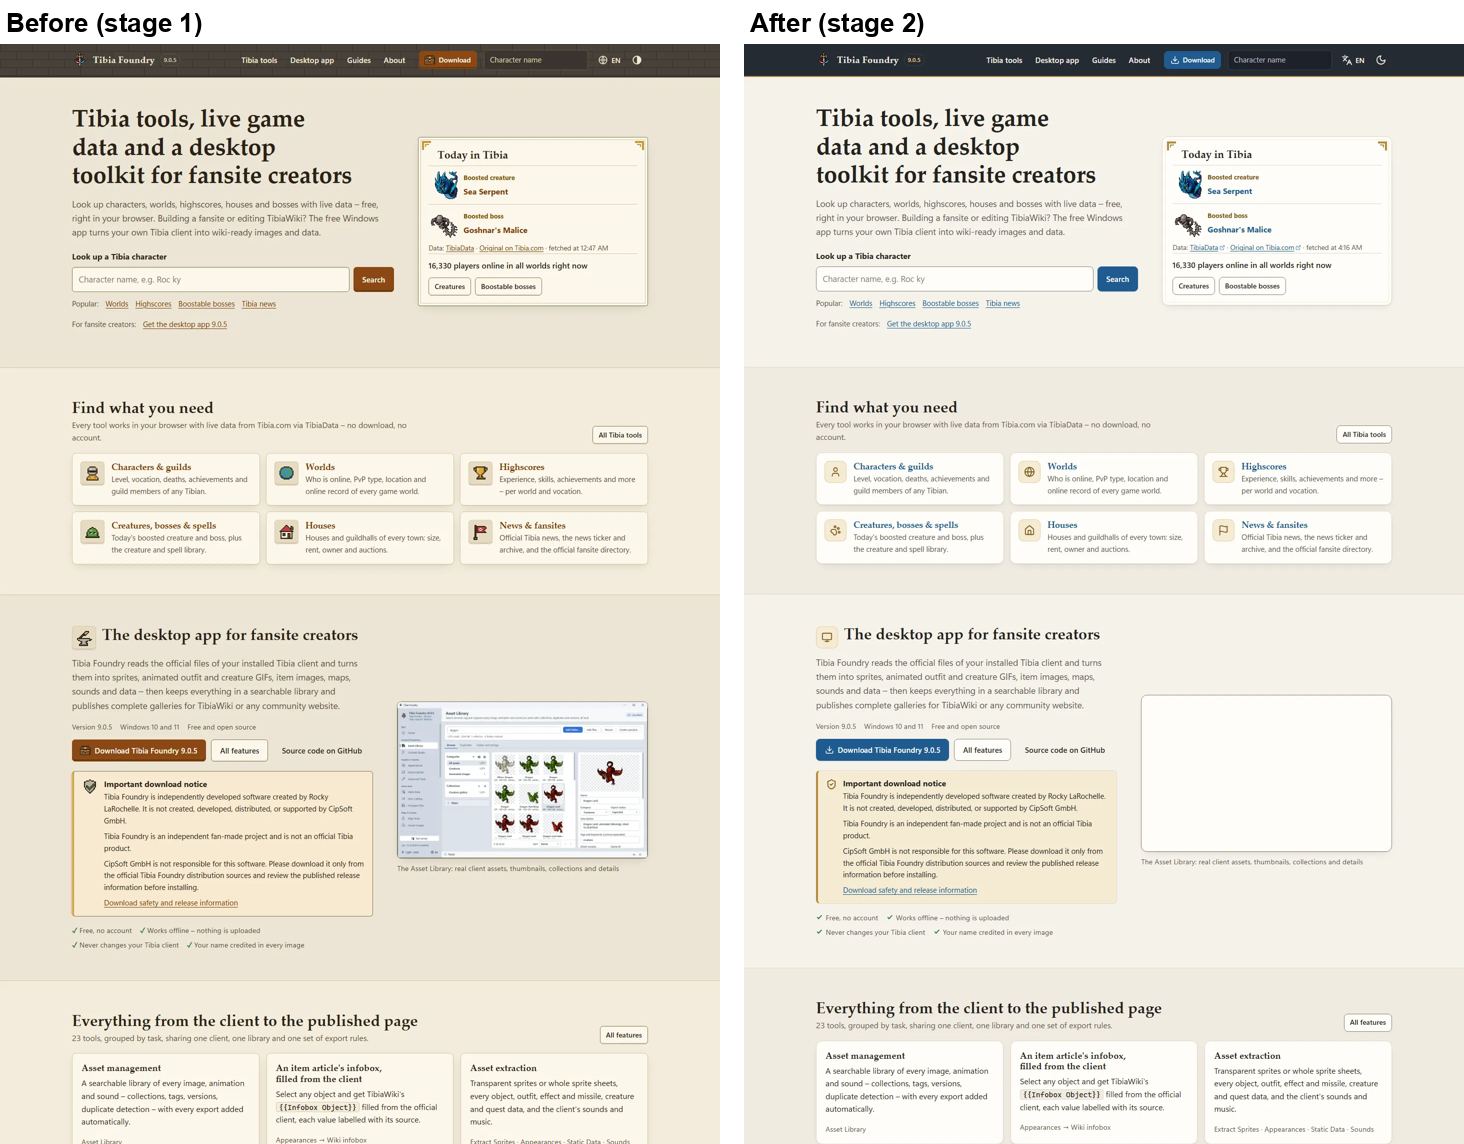 Before (stage 1)
Tibia Foundry 9.0.5 Tibia tools Desktop app Guides About Download Character name EN
Tibia tools, live game
data and a desktop
toolkit for fansite creators
Look up characters, worlds, highscores, houses and bosses with live data – free,
right in your browser. Building a fansite or editing TibiaWiki? The free Windows
app turns your own Tibia client into wiki-ready images and data.
Look up a Tibia character
Character name, e.g. Roc ky Search
Popular: Worlds Highscores Boostable bosses Tibia news
For fansite creators: Get the desktop app 9.0.5
Today in Tibia
Boosted creature
Sea Serpent
Boosted boss
Goshnar's Malice
Data: TibiaData · Original on Tibia.com · fetched at 12:47 AM
16,330 players online in all worlds right now
Creatures Boostable bosses
Find what you need
Every tool works in your browser with live data from Tibia.com via TibiaData – no download, no
account.
All Tibia tools
Characters & guilds
Level, vocation, deaths, achievements and
guild members of any Tibian.
Worlds
Who is online, PvP type, location and
online record of every game world.
Highscores
Experience, skills, achievements and more
– per world and vocation.
Creatures, bosses & spells
Today's boosted creature and boss, plus
the creature and spell library.
Houses
Houses and guildhalls of every town: size,
rent, owner and auctions.
News & fansites
Official Tibia news, the news ticker and
archive, and the official fansite directory.
The desktop app for fansite creators
Tibia Foundry reads the official files of your installed Tibia client and turns
them into sprites, animated outfit and creature GIFs, item images, maps,
sounds and data – then keeps everything in a searchable library and
publishes complete galleries for TibiaWiki or any community website.
Version 9.0.5 Windows 10 and 11 Free and open source
Download Tibia Foundry 9.0.5 All features Source code on GitHub
Important download notice
Tibia Foundry is independently developed software created by Rocky
LaRochelle. It is not created, developed, distributed, or supported by CipSoft
GmbH.
Tibia Foundry is an independent fan-made project and is not an official Tibia
product.
CipSoft GmbH is not responsible for this software. Please download it only from
the official Tibia Foundry distribution sources and review the published release
information before installing.
Download safety and release information
✓ Free, no account ✓ Works offline – nothing is uploaded
✓ Never changes your Tibia client ✓ Your name credited in every image
Asset Library
The Asset Library: real client assets, thumbnails, collections and details
Everything from the client to the published page
23 tools, grouped by task, sharing one client, one library and one set of export rules.
All features
Asset management
A searchable library of every image, animation
and sound – collections, tags, versions,
duplicate detection – with every export added
automatically.
Asset Library
An item article's infobox,
filled from the client
Select any object and get TibiaWiki's
{{Infobox Object}} filled from the official
client, each value labelled with its source.
Appearances → Wiki infobox
Asset extraction
Transparent sprites or whole sprite sheets,
every object, outfit, effect and missile, creature
and quest data, and the client's sounds and
music.
Extract Sprites · Appearances · Static Data · Sounds
After (stage 2)
Tibia Foundry 9.0.5 Tibia tools Desktop app Guides About Download Character name EN
Tibia tools, live game
data and a desktop
toolkit for fansite creators
Look up characters, worlds, highscores, houses and bosses with live data – free,
right in your browser. Building a fansite or editing TibiaWiki? The free Windows
app turns your own Tibia client into wiki-ready images and data.
Look up a Tibia character
Character name, e.g. Roc ky Search
Popular: Worlds Highscores Boostable bosses Tibia news
For fansite creators: Get the desktop app 9.0.5
Today in Tibia
Boosted creature
Sea Serpent
Boosted boss
Goshnar's Malice
Data: TibiaData · Original on Tibia.com · fetched at 4:16 AM
16,330 players online in all worlds right now
Creatures Boostable bosses
Find what you need
Every tool works in your browser with live data from Tibia.com via TibiaData – no download, no
account.
All Tibia tools
Characters & guilds
Level, vocation, deaths, achievements and
guild members of any Tibian.
Worlds
Who is online, PvP type, location and
online record of every game world.
Highscores
Experience, skills, achievements and more –
per world and vocation.
Creatures, bosses & spells
Today's boosted creature and boss, plus
the creature and spell library.
Houses
Houses and guildhalls of every town: size,
rent, owner and auctions.
News & fansites
Official Tibia news, the news ticker and
archive, and the official fansite directory.
The desktop app for fansite creators
Tibia Foundry reads the official files of your installed Tibia client and turns
them into sprites, animated outfit and creature GIFs, item images, maps,
sounds and data – then keeps everything in a searchable library and
publishes complete galleries for TibiaWiki or any community website.
Version 9.0.5 Windows 10 and 11 Free and open source
Download Tibia Foundry 9.0.5 All features Source code on GitHub
Important download notice
Tibia Foundry is independently developed software created by Rocky LaRochelle.
It is not created, developed, distributed, or supported by CipSoft GmbH.
Tibia Foundry is an independent fan-made project and is not an official Tibia
product.
CipSoft GmbH is not responsible for this software. Please download it only from
the official Tibia Foundry distribution sources and review the published release
information before installing.
Download safety and release information
✓ Free, no account ✓ Works offline – nothing is uploaded
✓ Never changes your Tibia client ✓ Your name credited in every image
The Asset Library: real client assets, thumbnails, collections and details
Everything from the client to the published page
23 tools, grouped by task, sharing one client, one library and one set of export rules.
All features
Asset management
A searchable library of every image, animation
and sound – collections, tags, versions,
duplicate detection – with every export added
automatically.
Asset Library
An item article's infobox,
filled from the client
Select any object and get TibiaWiki's
{{Infobox Object}} filled from the official
client, each value labelled with its source.
Appearances → Wiki infobox
Asset extraction
Transparent sprites or whole sprite sheets,
every object, outfit, effect and missile, creature
and quest data, and the client's sounds and
music.
Extract Sprites · Appearances · Static Data · Sounds